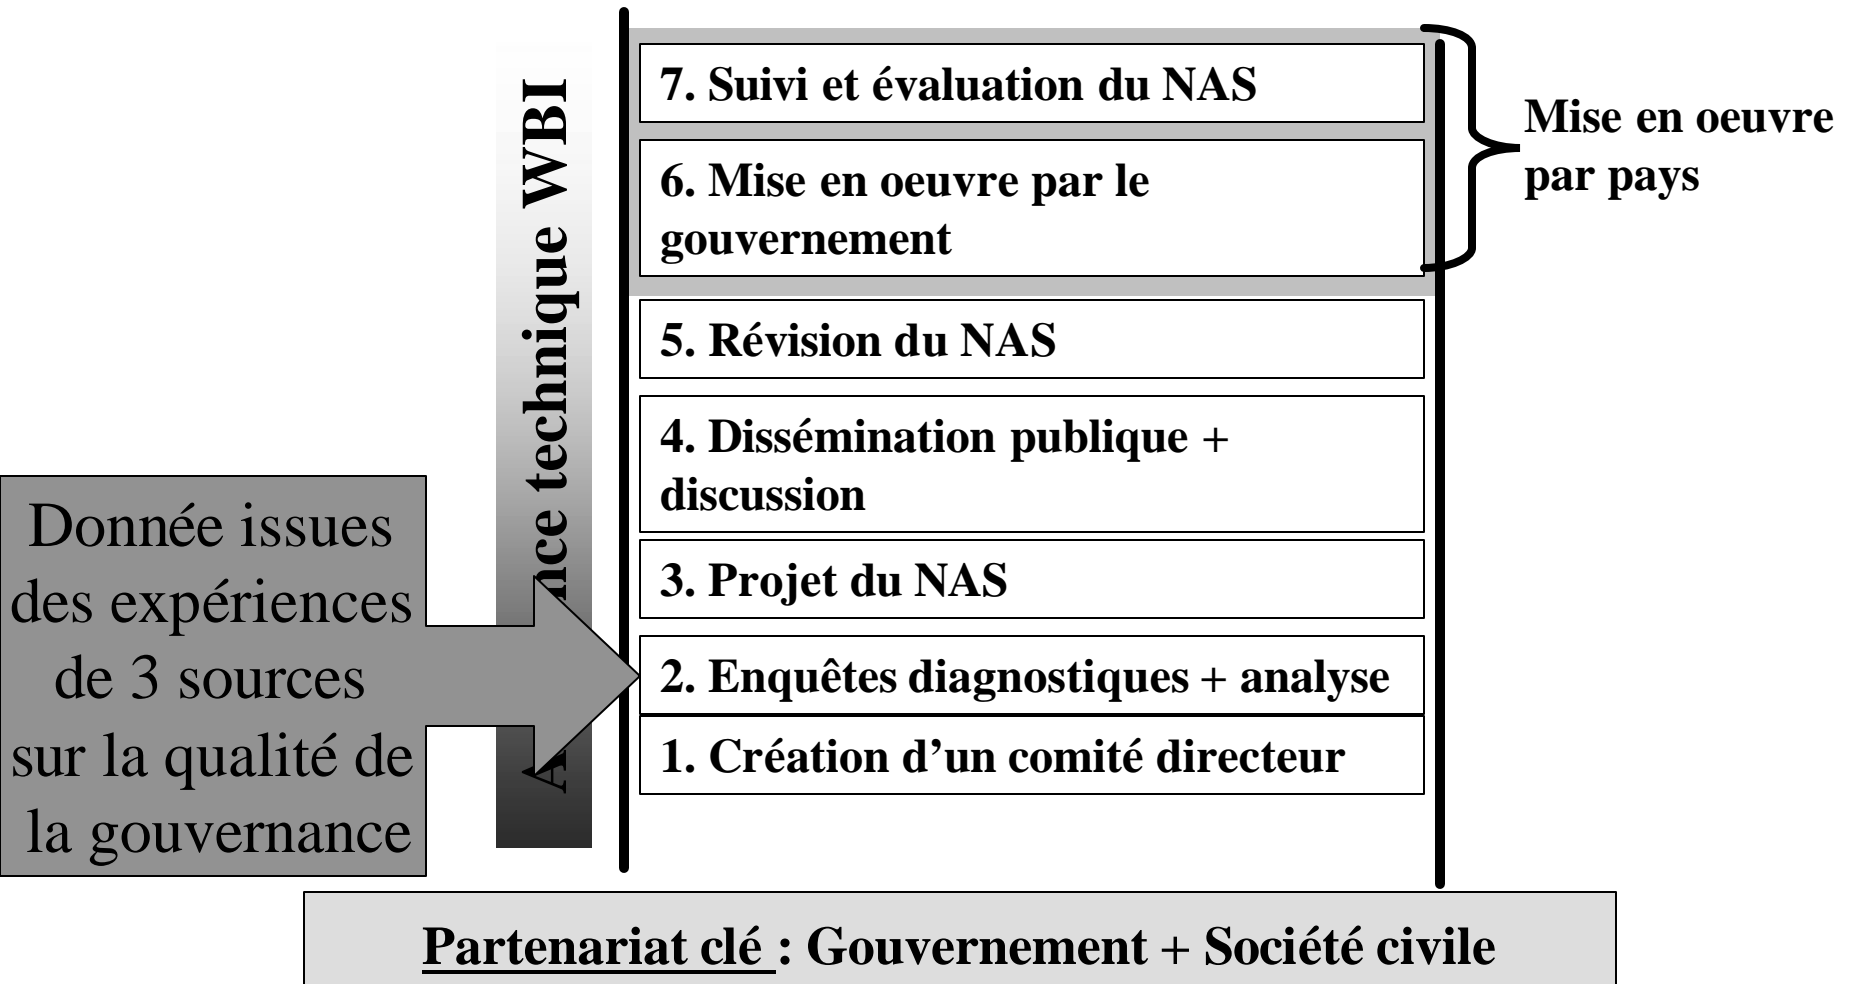 7. Suivi et évaluation du NAS
6. Mise en oeuvre par le
gouvernement
5. Révision du NAS
4. Dissémination publique +
discussion
3. Projet du NAS
2. Enquêtes diagnostiques + analyse
1. Création d’un comité directeur
Mise en oeuvre
par pays
technique WBI
Donnée issues
des expériences
de 3 sources
sur la qualité de
la gouvernance
Partenariat clé : Gouvernement + Société civile